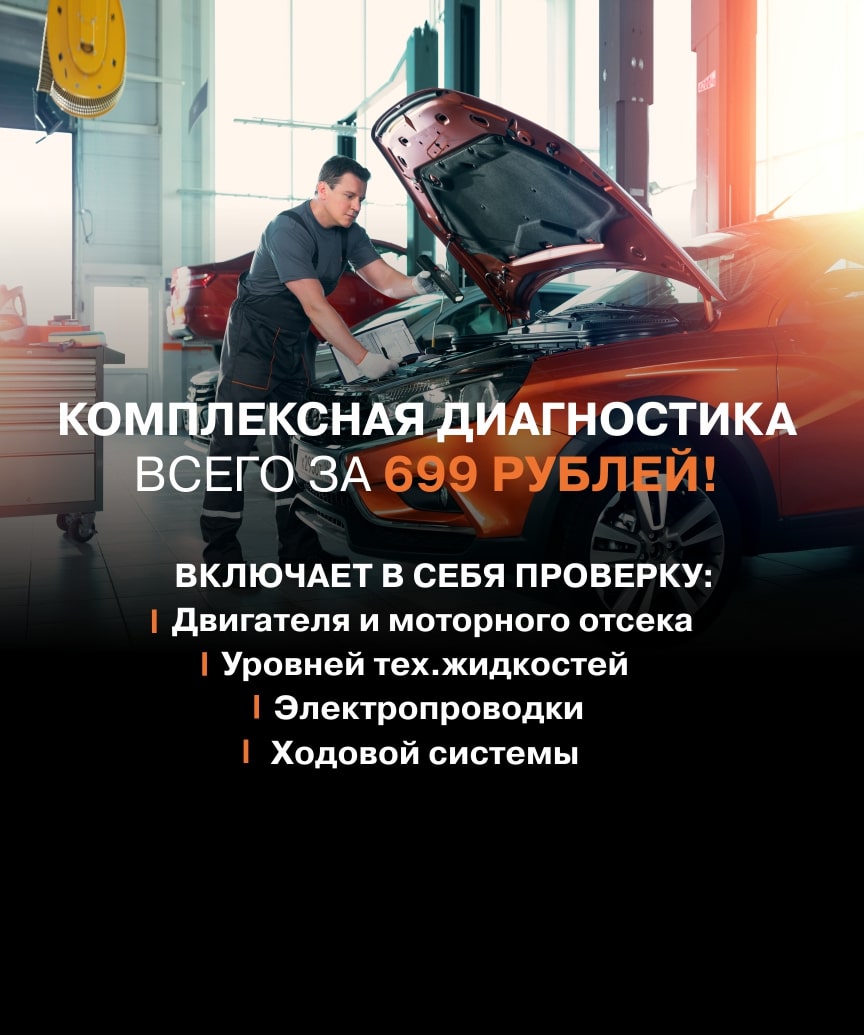 КОМПЛЕКСНАЯ ДИАГНОСТИКА
ВСЕГО ЗА 699 РУБЛЕЙ!
ВКЛЮЧАЕТ В СЕБЯ ПРОВЕРКУ:
Двигателя и моторного отсека
Уровней тех.жидкостей
Электропроводки
Ходовой системы